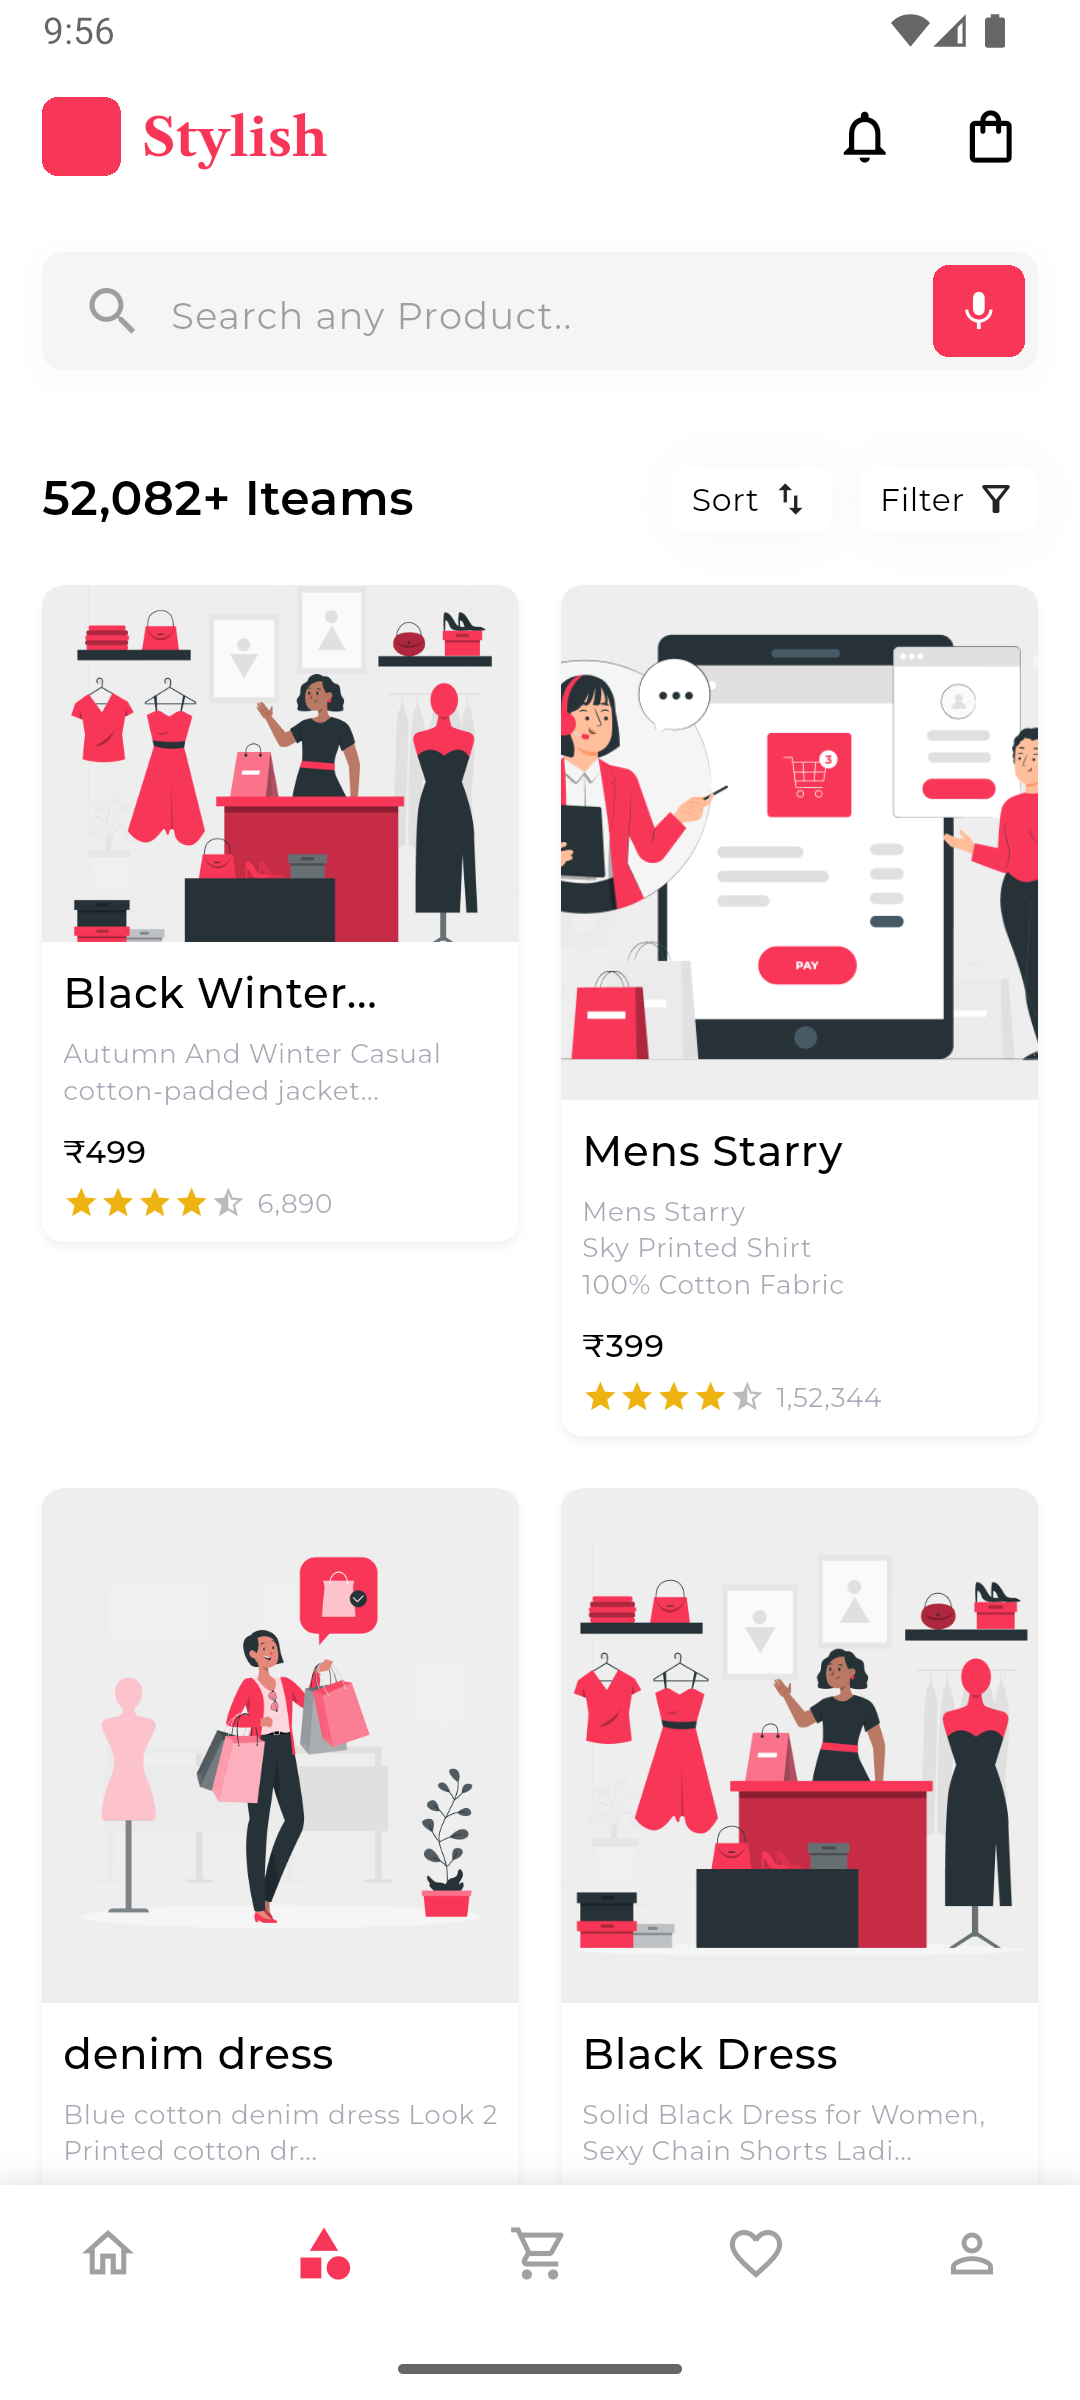 9:56
Stylish
Search any Product..
52,082+ Iteams
Sort
Filter
Black Winter...
Autumn And Winter Casual
cotton-padded jacket...
₹499
6,890
3
PAY
Mens Starry
Mens Starry
Sky Printed Shirt
100% Cotton Fabric
₹399
1,52,344
denim dress
Blue cotton denim dress Look 2
Printed cotton dr...
Black Dress
Solid Black Dress for Women,
Sexy Chain Shorts Ladi...